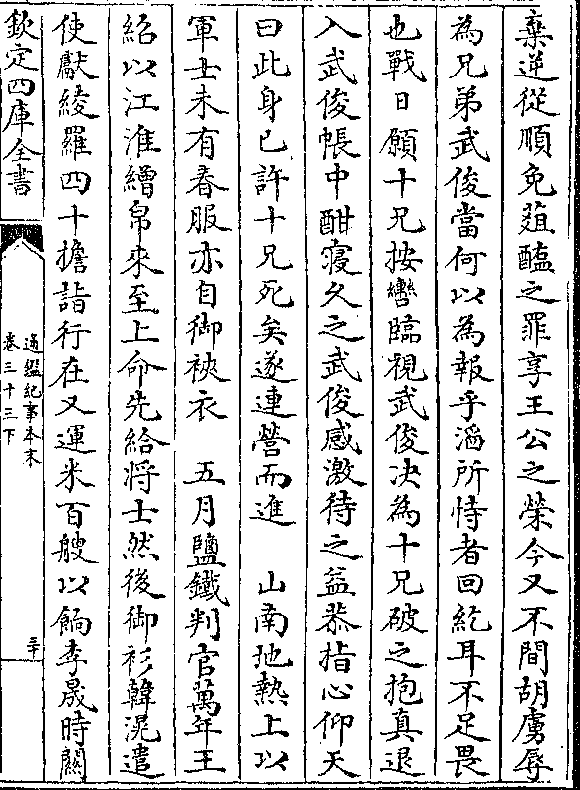 棄逆從順免葅醢之罪享王公之榮今又不間胡虜辱
為兄弟武俊當何以為報乎滔所恃者回紇耳不足畏
也戰日願十兄按轡臨視武俊决為十兄破之抱真退
入武俊帳中酣寢久之武俊感激待之益恭指心仰天
曰此身已許十兄死矣遂連營而進　山南地熱上以
軍士未有春服亦自御裌衣　五月鹽鐵判官萬年王
紹以江淮繒帛來至上命先給将士然後御衫韓滉遣
使獻綾羅四十擔詣行在又運米百艘以餉李晟時關
欽定四庫全書
通鑑紀事本末
卷三十三下
三十